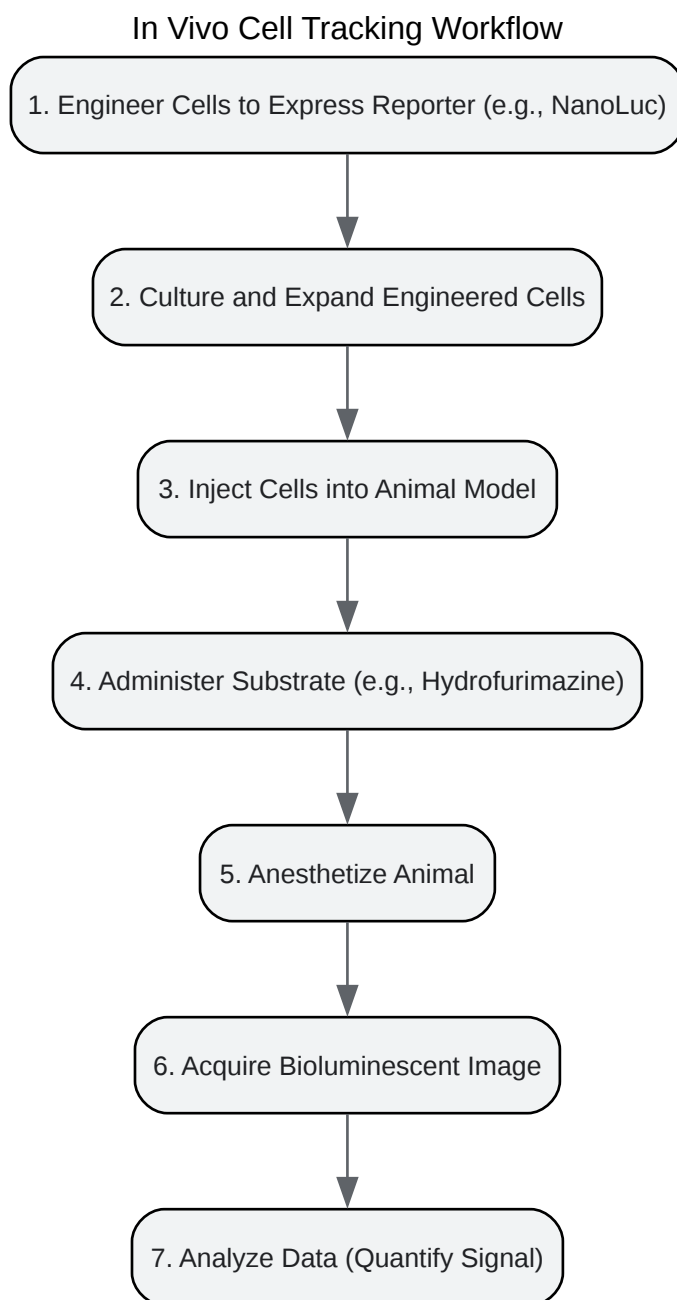 In Vivo Cell Tracking Workflow
1. Engineer Cells to Express Reporter (e.g., NanoLuc)
2. Culture and Expand Engineered Cells
3. Inject Cells into Animal Model
4. Administer Substrate (e.g., Hydrofurimazine)
5. Anesthetize Animal
6. Acquire Bioluminescent Image
7. Analyze Data (Quantify Signal)